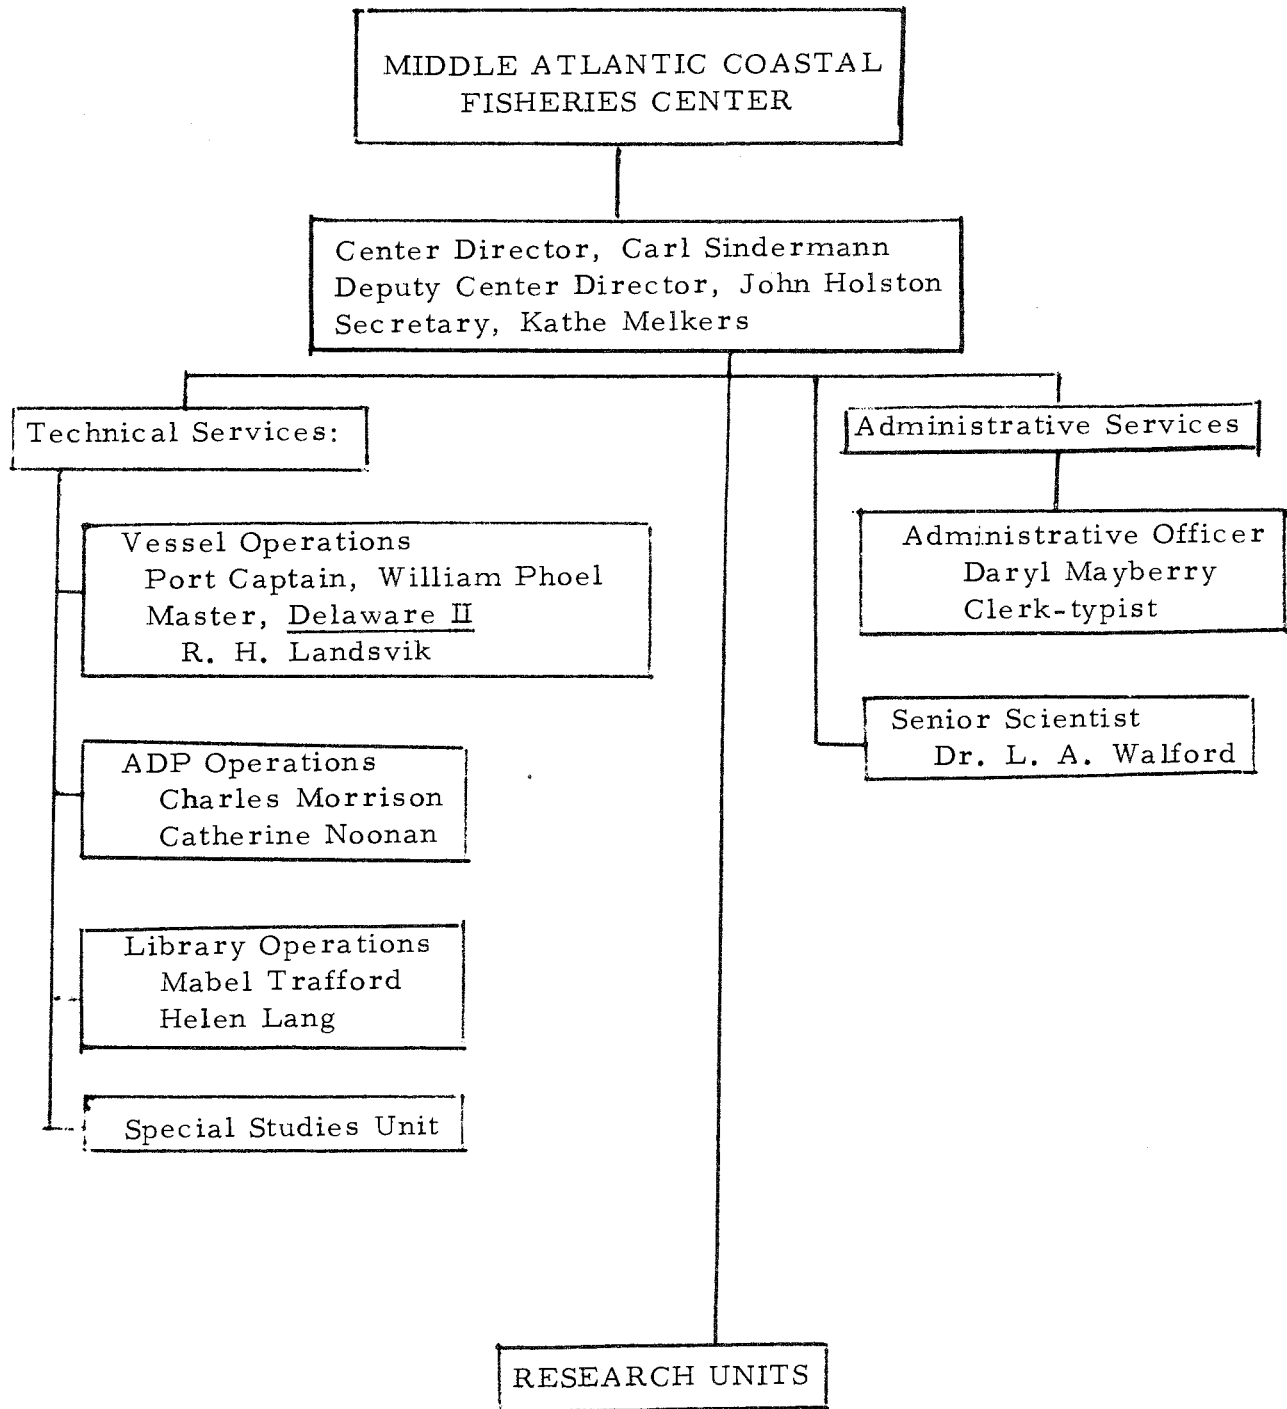 MIDDLE ATLANTIC COASTAL
FISHERIES CENTER
Center Director, Carl Sindermann
Deputy Center Director, John Holston
Secretary, Kathe Melkers
Technical Services:
Vessel Operations
Port Captain, William Phoel
Master, Delaware II
R. H. Landsvik
ADP Operations
Charles Morrison
Catherine Noonan
Library Operations
Mabel Trafford
Helen Lang
Special Studies Unit
Administrative Services
Administrative Officer
Daryl Mayberry
Clerk-typist
Senior Scientist
Dr. L. A. Walford
RESEARCH UNITS